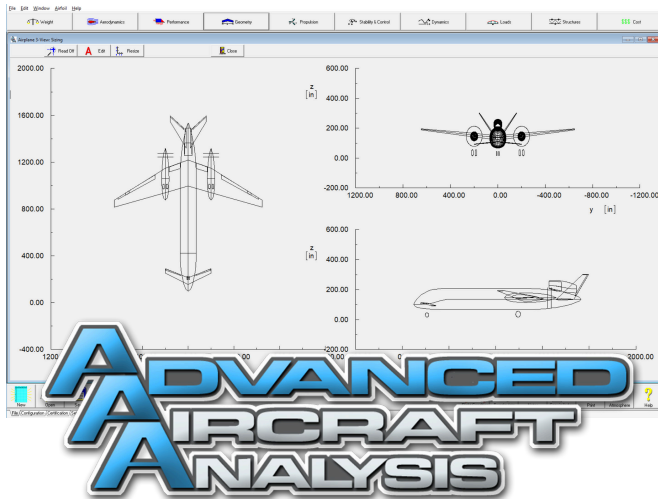 File Edit Window Airfoil Help
Weight Aerodynamics Performance Geometry Propulsion Stability & Control Dynamics Loads Structures Cost
Airplane 3-View: Sizing
Read Off Edit Resize Close
2000.00
1600.00
1200.00
800.00
400.00
0.00
-400.00
z
[in]
600.00
400.00
200.00
0.00
-200.00
1200.00 800.00 400.00 0.00 -400.00 -800.00 -1200.00
y [in]
z
[in]
600.00
400.00
200.00
0.00
-200.00
2000.00
New
Atmosphere Help
ADVANCED
AIRCRAFT
ANALYSIS